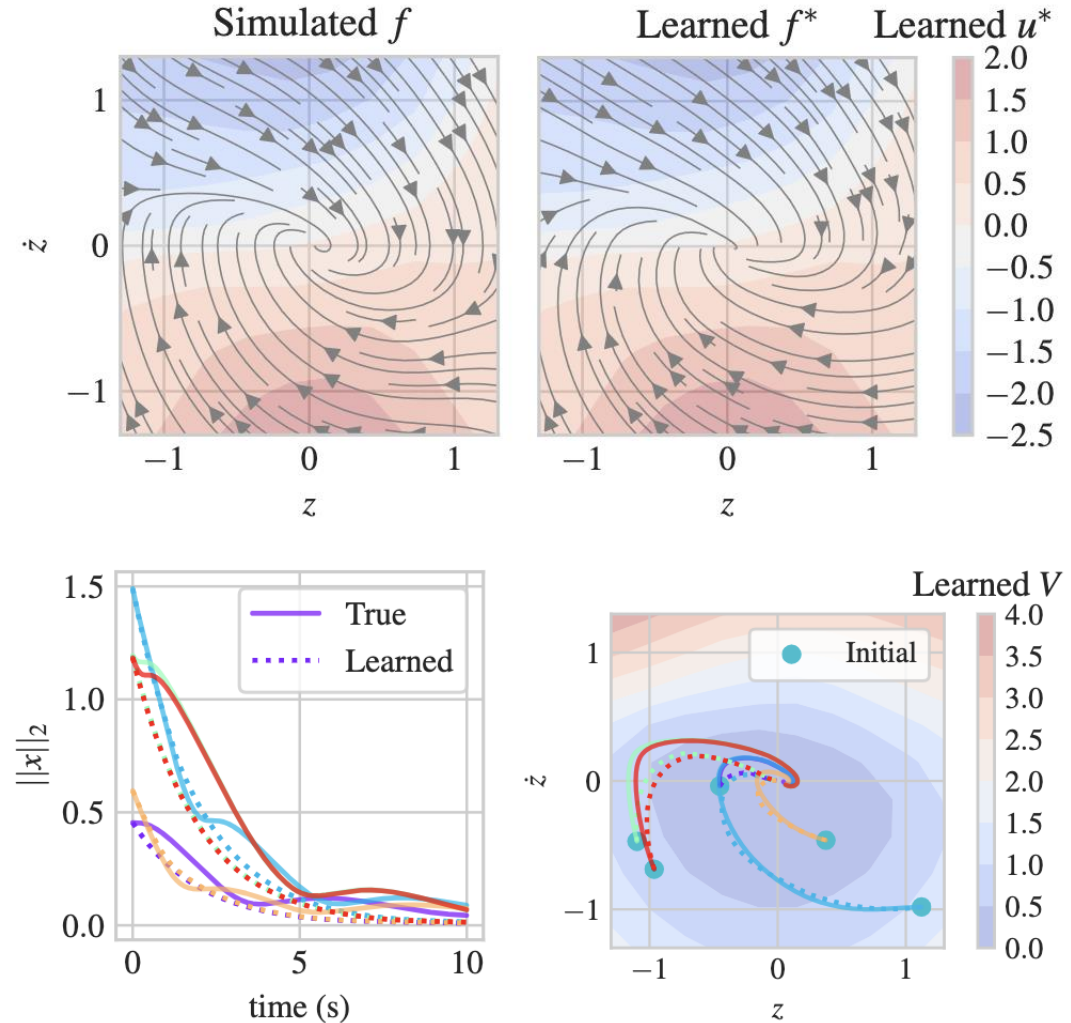 Simulated f
Learned f*
Learned u*
1
0
−1
ż
−1
0
1
z
−1
0
1
z
2.0
1.5
1.0
0.5
0.0
−0.5
−1.0
−1.5
−2.0
−2.5
1.5
1.0
0.5
0.0
||x||₂
0
5
10
time (s)
True
Learned
Learned V
Initial
1
0
−1
ż
−1
0
1
z
4.0
3.5
3.0
2.5
2.0
1.5
1.0
0.5
0.0